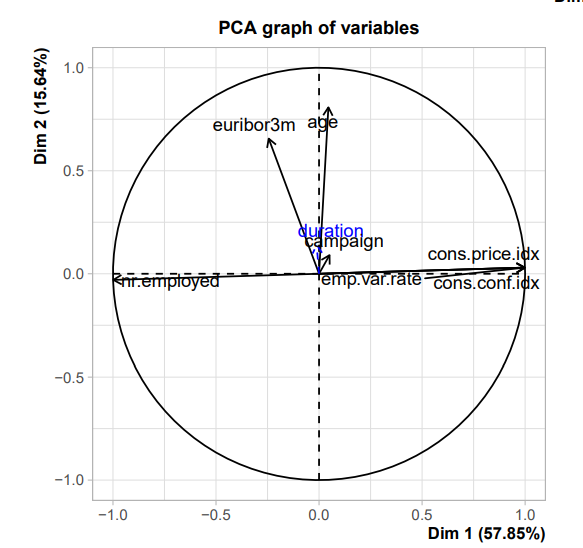 Dim
PCA graph of variables
Dim 2 (15.64%)
1.0
0.5
0.0
−0.5
−1.0
euribor3m
age
duration
campaign
cons.price.idx
nr.employed
emp.var.rate
cons.conf.idx
−1.0
−0.5
0.0
0.5
1.0
Dim 1 (57.85%)